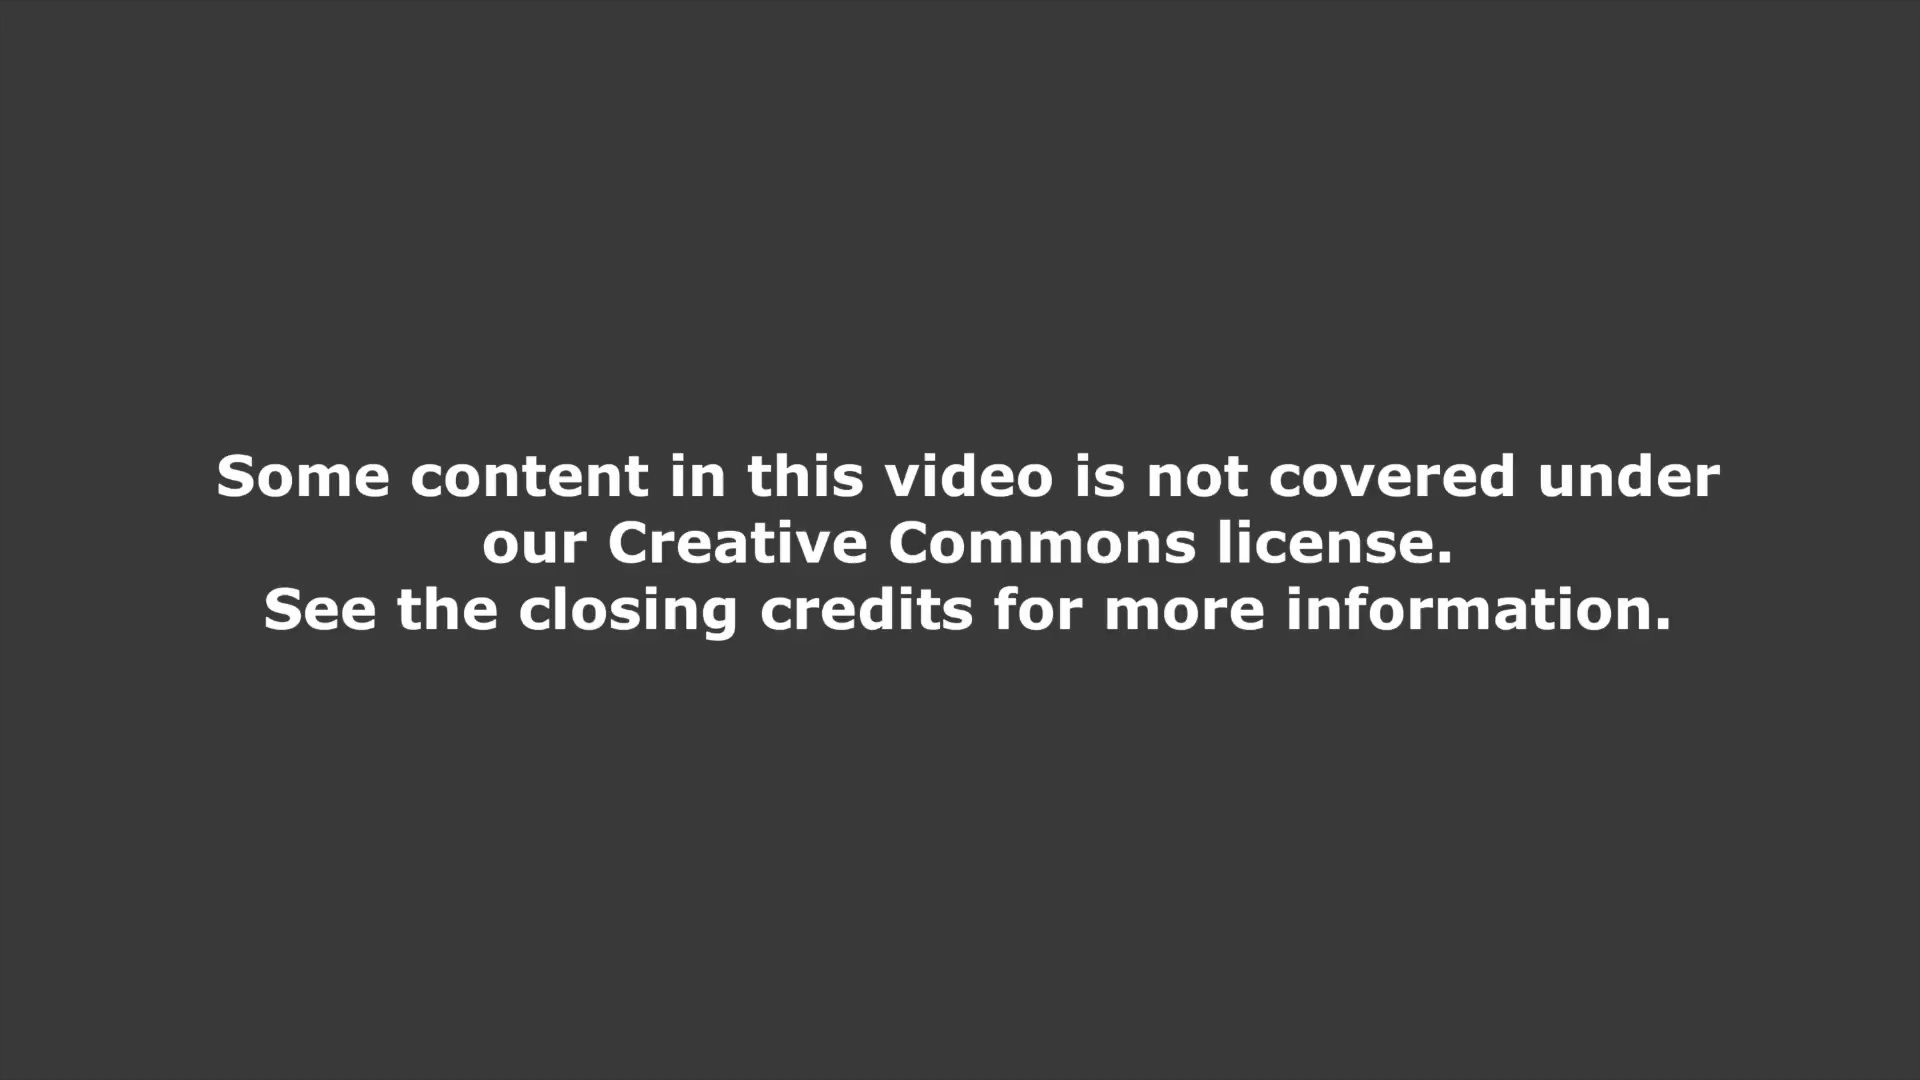 Some content in this video is not covered under
our Creative Commons license.
See the closing credits for more information.